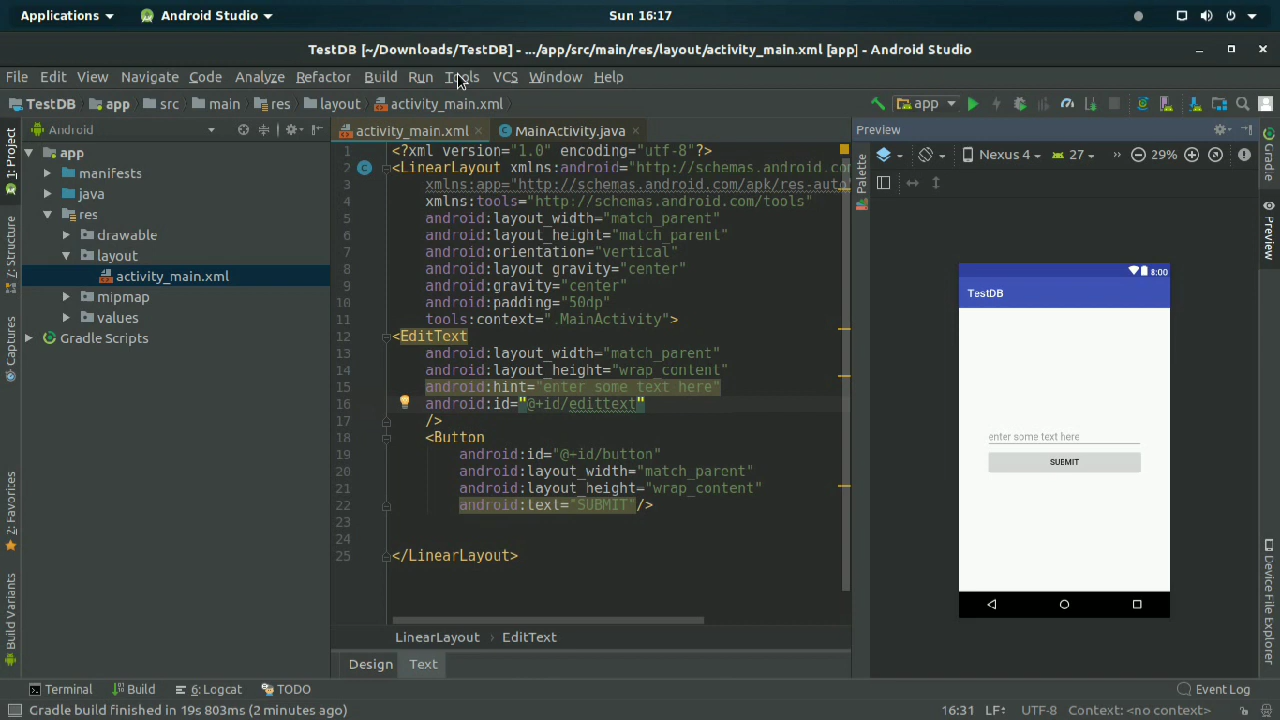 Applications Android Studio Sun 16:17
TestDB [~/Downloads/TestDB] - .../app/src/main/res/layout/activity_main.xml [app] - Android Studio
File Edit View Navigate Code Analyze Refactor Build Run Tools VCS Window Help
TestDB app src main res layout activity_main.xml app
1: Project
Z: Structure
Captures
2: Favorites
Build Variants
Android
app
manifests
java
res
drawable
layout
activity_main.xml
mipmap
values
Gradle Scripts
activity_main.xml MainActivity.java
1 <?xml version="1.0" encoding="utf-8"?>
2 <LinearLayout xmlns:android="http://schemas.android.com
3 xmlns:app="http://schemas.android.com/apk/res-auto"
4 xmlns:tools="http://schemas.android.com/tools"
5 android:layout_width="match_parent"
6 android:layout_height="match_parent"
7 android:orientation="vertical"
8 android:layout_gravity="center"
9 android:gravity="center"
10 android:padding="50dp"
11 tools:context=".MainActivity">
12 <EditText
13 android:layout_width="match_parent"
14 android:layout_height="wrap_content"
15 android:hint="enter some text here"
16 android:id="@+id/edittext"
17 />
18 <Button
19 android:id="@+id/button"
20 android:layout_width="match_parent"
21 android:layout_height="wrap_content"
22 android:text="SUBMIT"/>
23
24
25 </LinearLayout>
LinearLayout › EditText
Design Text
Preview
Palette
Nexus 4 27 » 29%
8:00
TestDB
enter some text here
SUBMIT
Gradle
Preview
Device File Explorer
Terminal Build 6: Logcat TODO Event Log
Gradle build finished in 19s 803ms (2 minutes ago) 16:31 LF÷ UTF-8 Context: <no context>